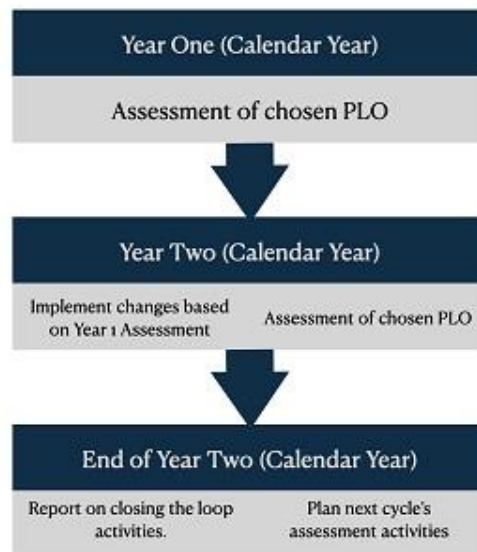 Year One (Calendar Year)
Assessment of chosen PLO
Year Two (Calendar Year)
Implement changes based
on Year 1 Assessment
Assessment of chosen PLO
End of Year Two (Calendar Year)
Report on closing the loop
activities.
Plan next cycle's
assessment activities